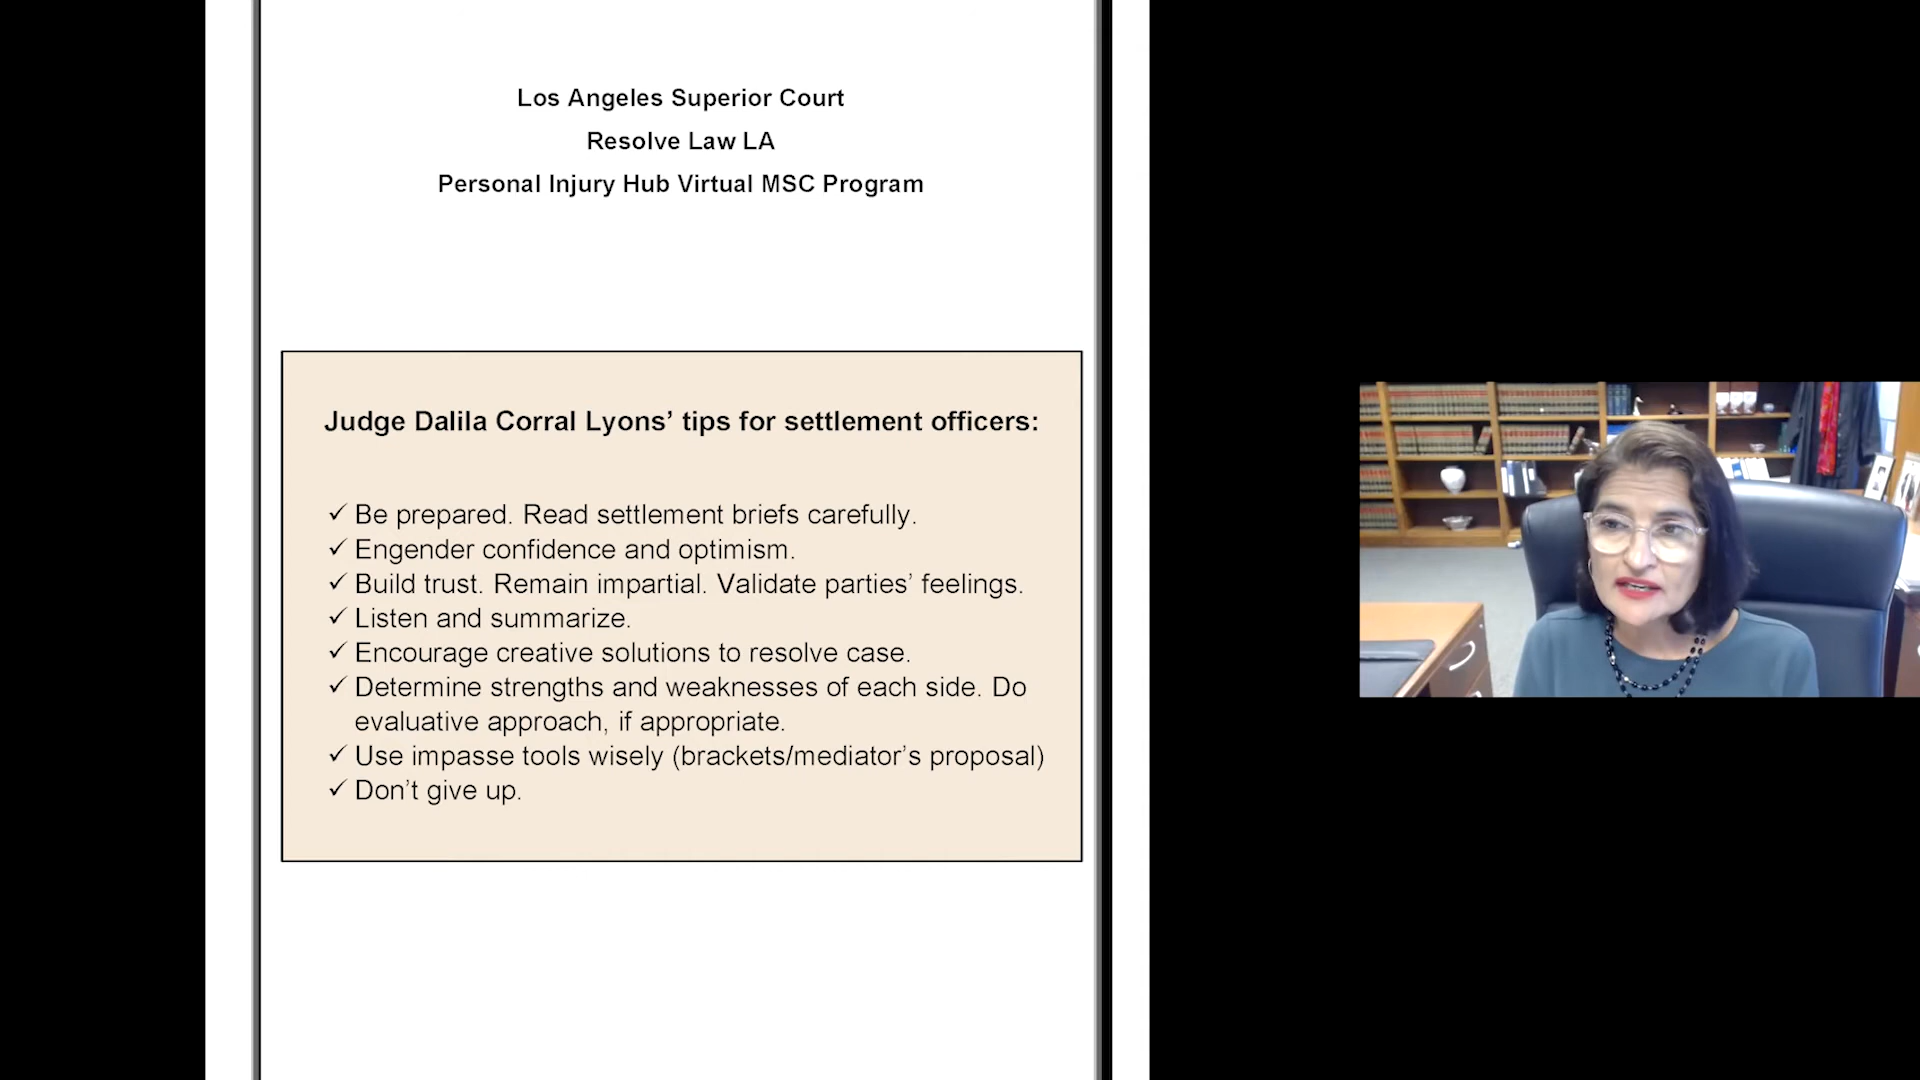 Los Angeles Superior Court
Resolve Law LA
Personal Injury Hub Virtual MSC Program
Judge Dalila Corral Lyons’ tips for settlement officers:
✓ Be prepared. Read settlement briefs carefully.
✓ Engender confidence and optimism.
✓ Build trust. Remain impartial. Validate parties’ feelings.
✓ Listen and summarize.
✓ Encourage creative solutions to resolve case.
✓ Determine strengths and weaknesses of each side. Do
evaluative approach, if appropriate.
✓ Use impasse tools wisely (brackets/mediator’s proposal)
✓ Don’t give up.